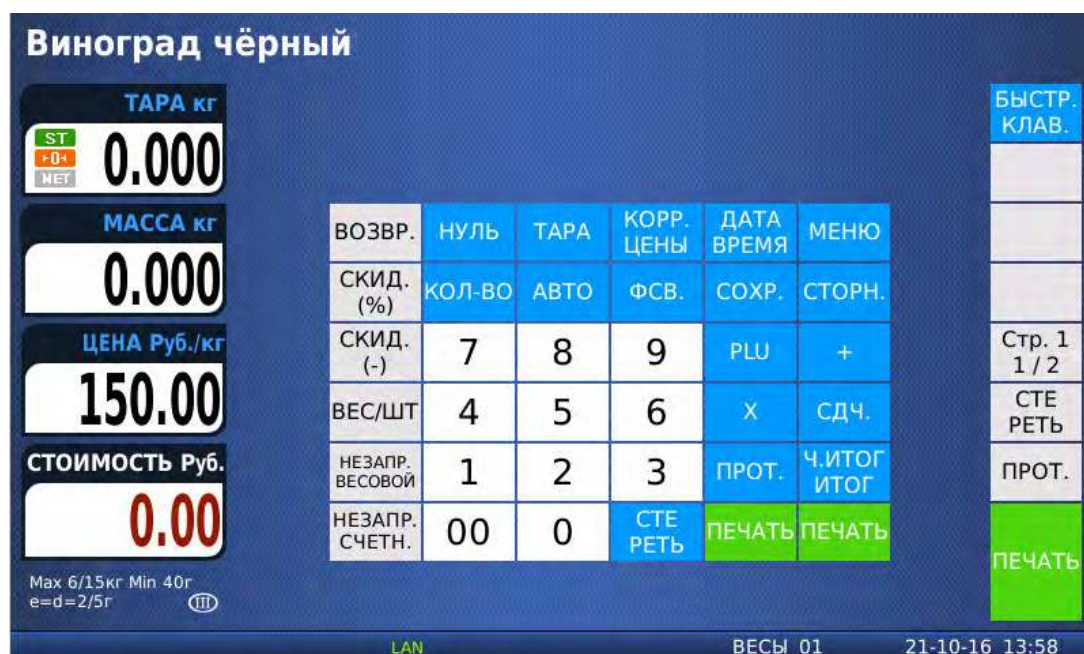 Виноград чёрный
ТАРА кг
ST
►0◄
NET
0.000
МАССА кг
0.000
ЦЕНА Руб./кг
150.00
СТОИМОСТЬ Руб.
0.00
Max 6/15кг Min 40г
e=d=2/5г III
ВОЗВР. НУЛЬ ТАРА КОРР. ЦЕНЫ ДАТА ВРЕМЯ МЕНЮ
СКИД. (%) КОЛ-ВО АВТО ФСВ. СОХР. СТОРН.
СКИД. (-) 7 8 9 PLU +
ВЕС/ШТ 4 5 6 X СДЧ.
НЕЗАПР. ВЕСОВОЙ 1 2 3 ПРОТ. Ч.ИТОГ ИТОГ
НЕЗАПР. СЧЕТН. 00 0 СТЕ РЕТЬ ПЕЧАТЬ ПЕЧАТЬ
БЫСТР.
КЛАВ.
Стр. 1
1 / 2
СТЕ
РЕТЬ
ПРОТ.
ПЕЧАТЬ
LAN ВЕСЫ 01 21-10-16 13:58